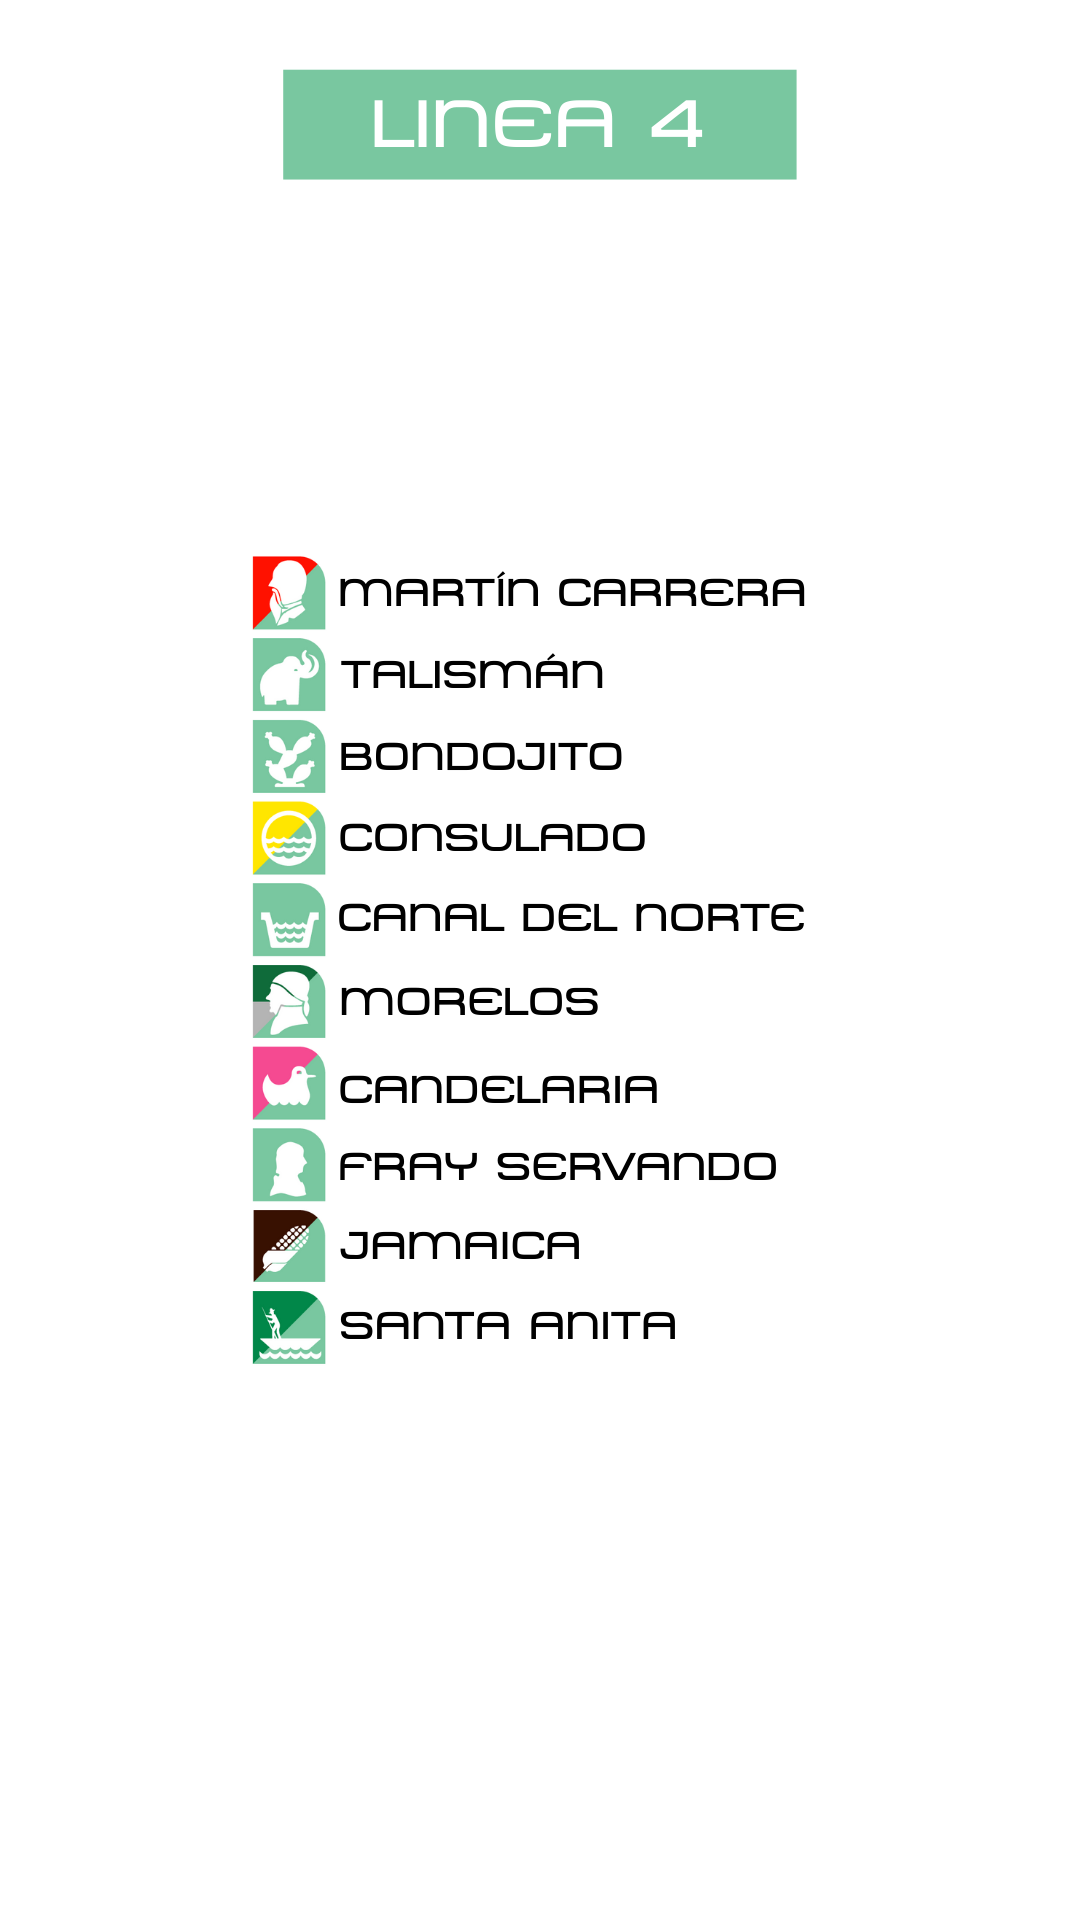 LINEA 4
MARTÍN CARRERA
TALISMÁN
BONDOJITO
CONSULADO
CANAL DEL NORTE
MORELOS
CANDELARIA
FRAY SERVANDO
JAMAICA
SANTA ANITA